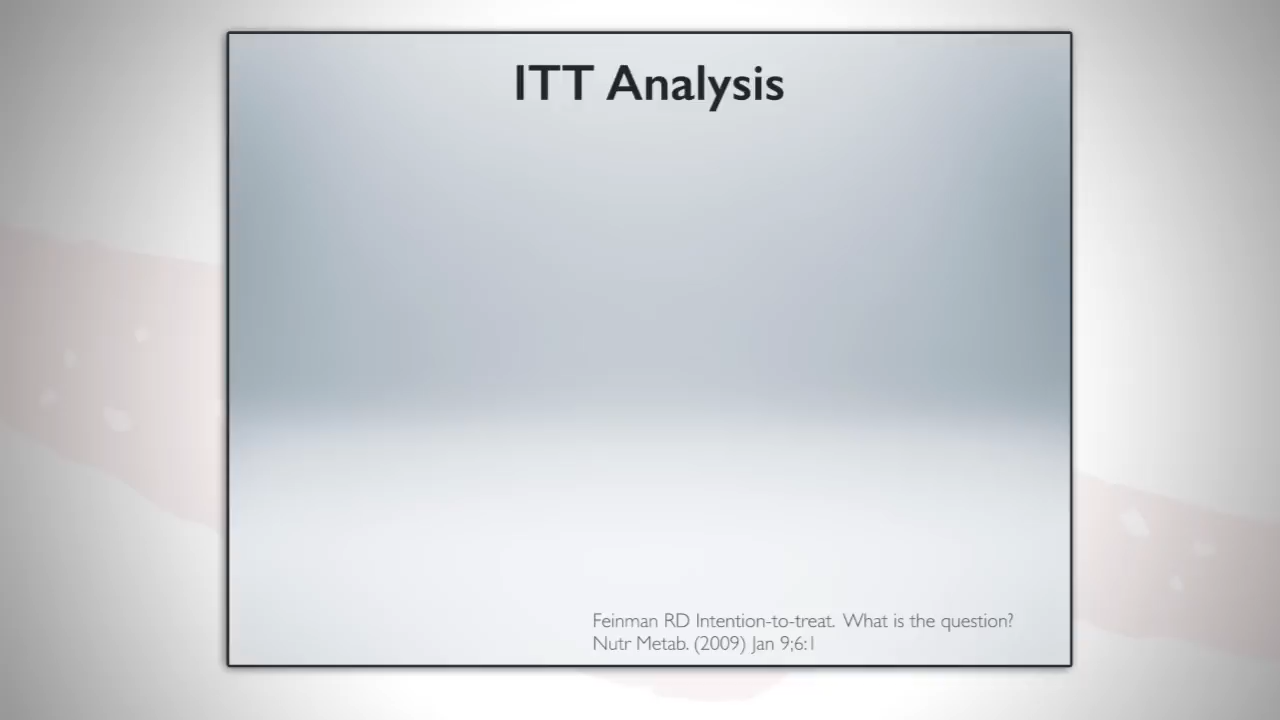 ITT Analysis
Feinman RD Intention-to-treat. What is the question?
Nutr Metab. (2009) Jan 9;6:1